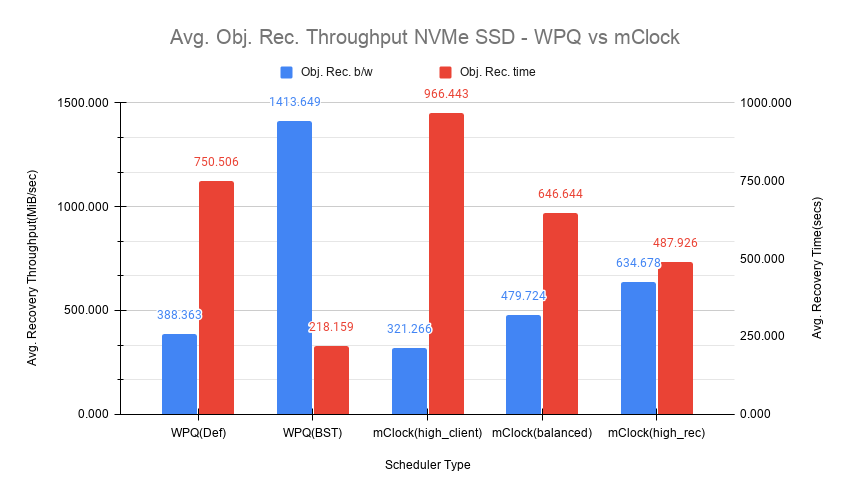 Avg. Obj. Rec. Throughput NVMe SSD - WPQ vs mClock
Obj. Rec. b/w
Obj. Rec. time
Avg. Recovery Throughput(MiB/sec)
1500.000
1000.000
500.000
0.000
388.363
750.506
1413.649
218.159
321.266
966.443
479.724
646.644
634.678
487.926
1000.000
750.000
500.000
250.000
0.000
Avg. Recovery Time(secs)
WPQ(Def)
WPQ(BST)
mClock(high_client)
mClock(balanced)
mClock(high_rec)
Scheduler Type